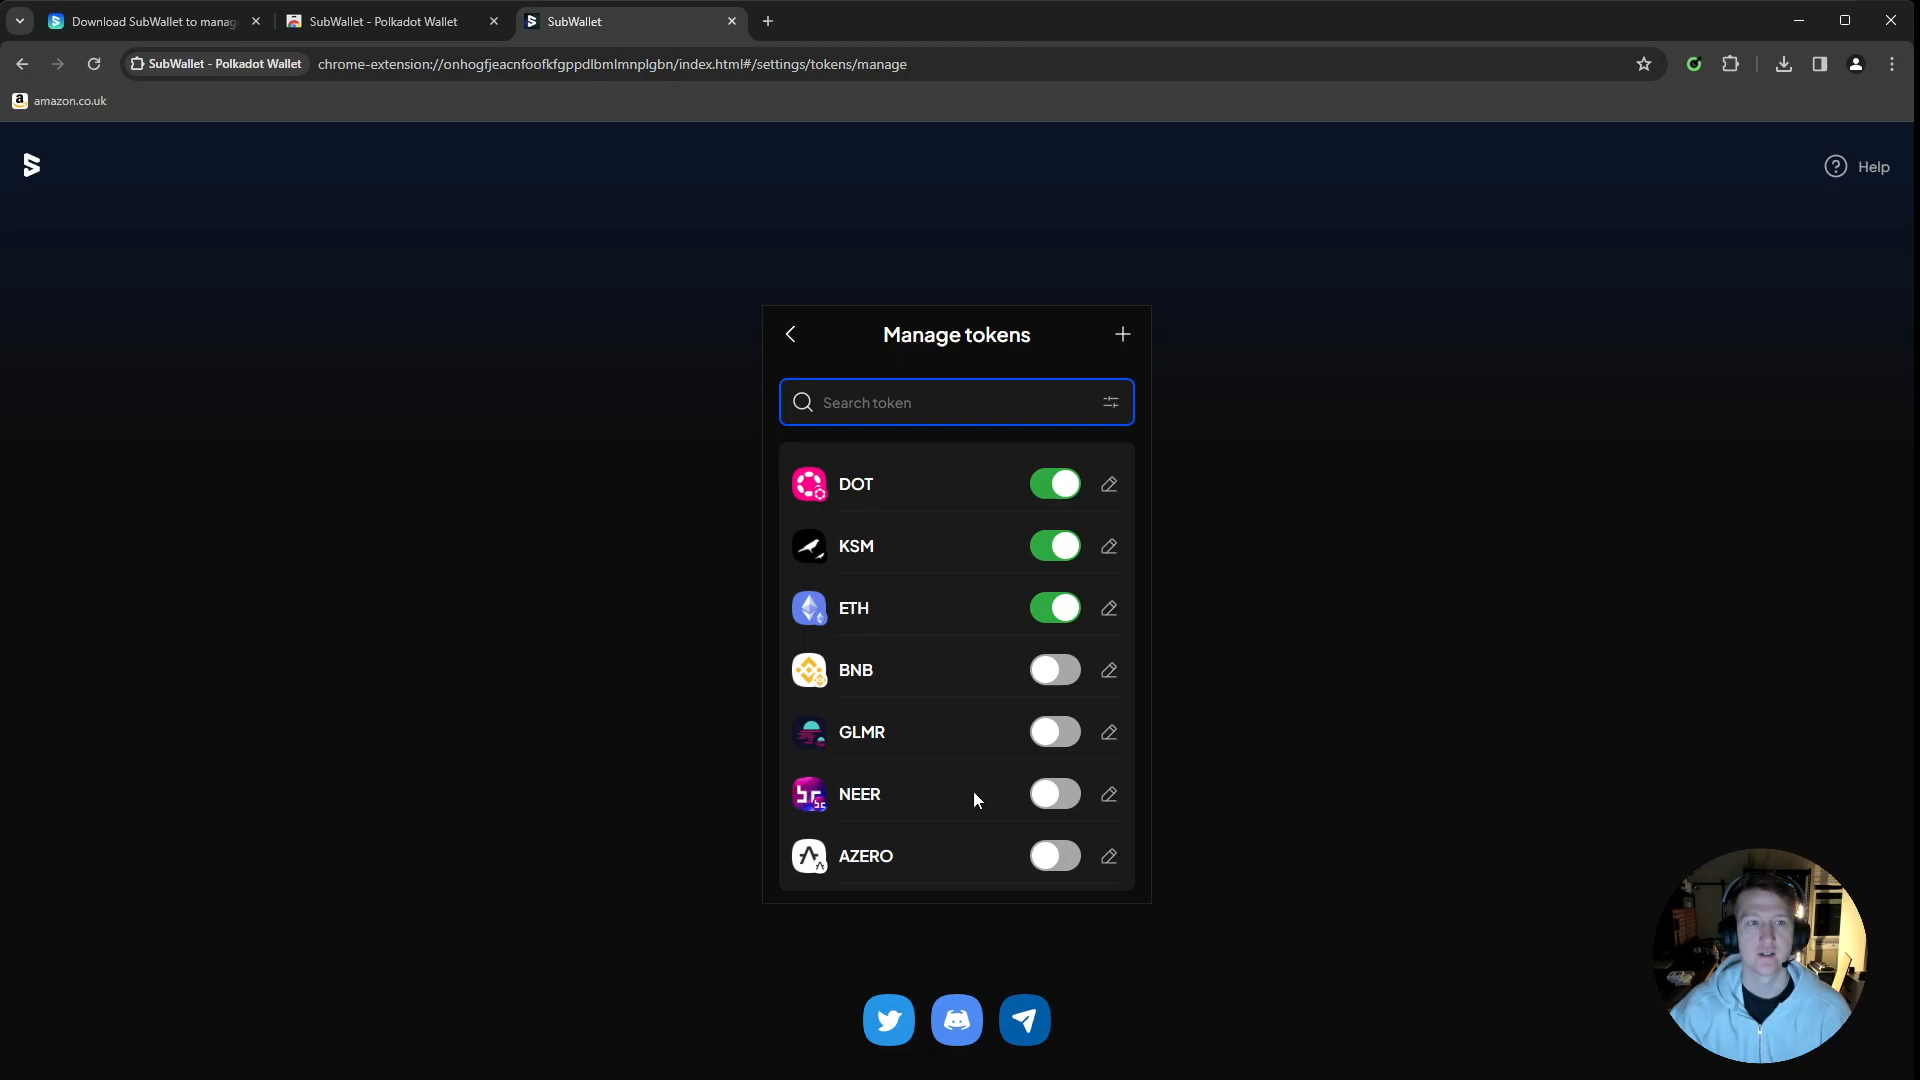 Download SubWallet to manag
SubWallet - Polkadot Wallet
SubWallet
SubWallet - Polkadot Wallet
chrome-extension://onhogfjeacnfoofkfgppdlbmlmnplgbn/index.html#/settings/tokens/manage
amazon.co.uk
Help
Manage tokens
Search token
DOT
KSM
ETH
BNB
GLMR
NEER
AZERO